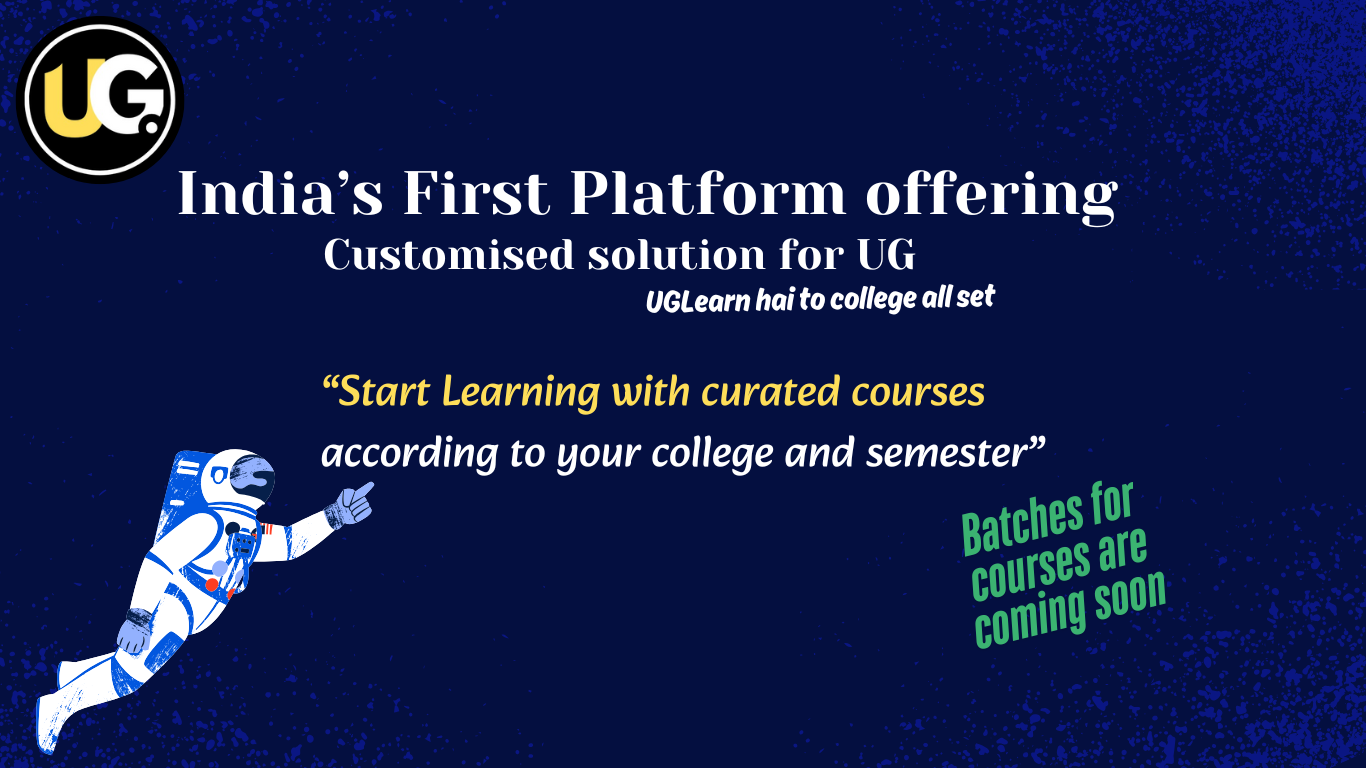 UG.
India’s First Platform offering
Customised solution for UG
UGLearn hai to college all set
“Start Learning with curated courses
according to your college and semester”
Batches for
courses are
coming soon